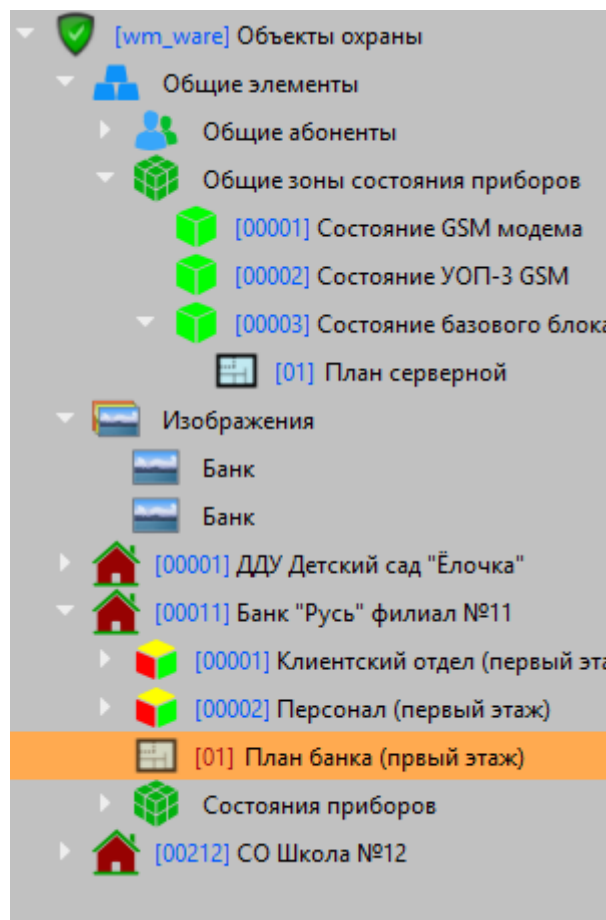 [wm_ware] Объекты охраны
Общие элементы
Общие абоненты
Общие зоны состояния приборов
[00001] Состояние GSM модема
[00002] Состояние УОП-3 GSM
[00003] Состояние базового блока
[01] План серверной
Изображения
Банк
Банк
[00001] ДДУ Детский сад "Ёлочка"
[00011] Банк "Русь" филиал №11
[00001] Клиентский отдел (первый эта
[00002] Персонал (первый этаж)
[01] План банка (првый этаж)
Состояния приборов
[00212] СО Школа №12